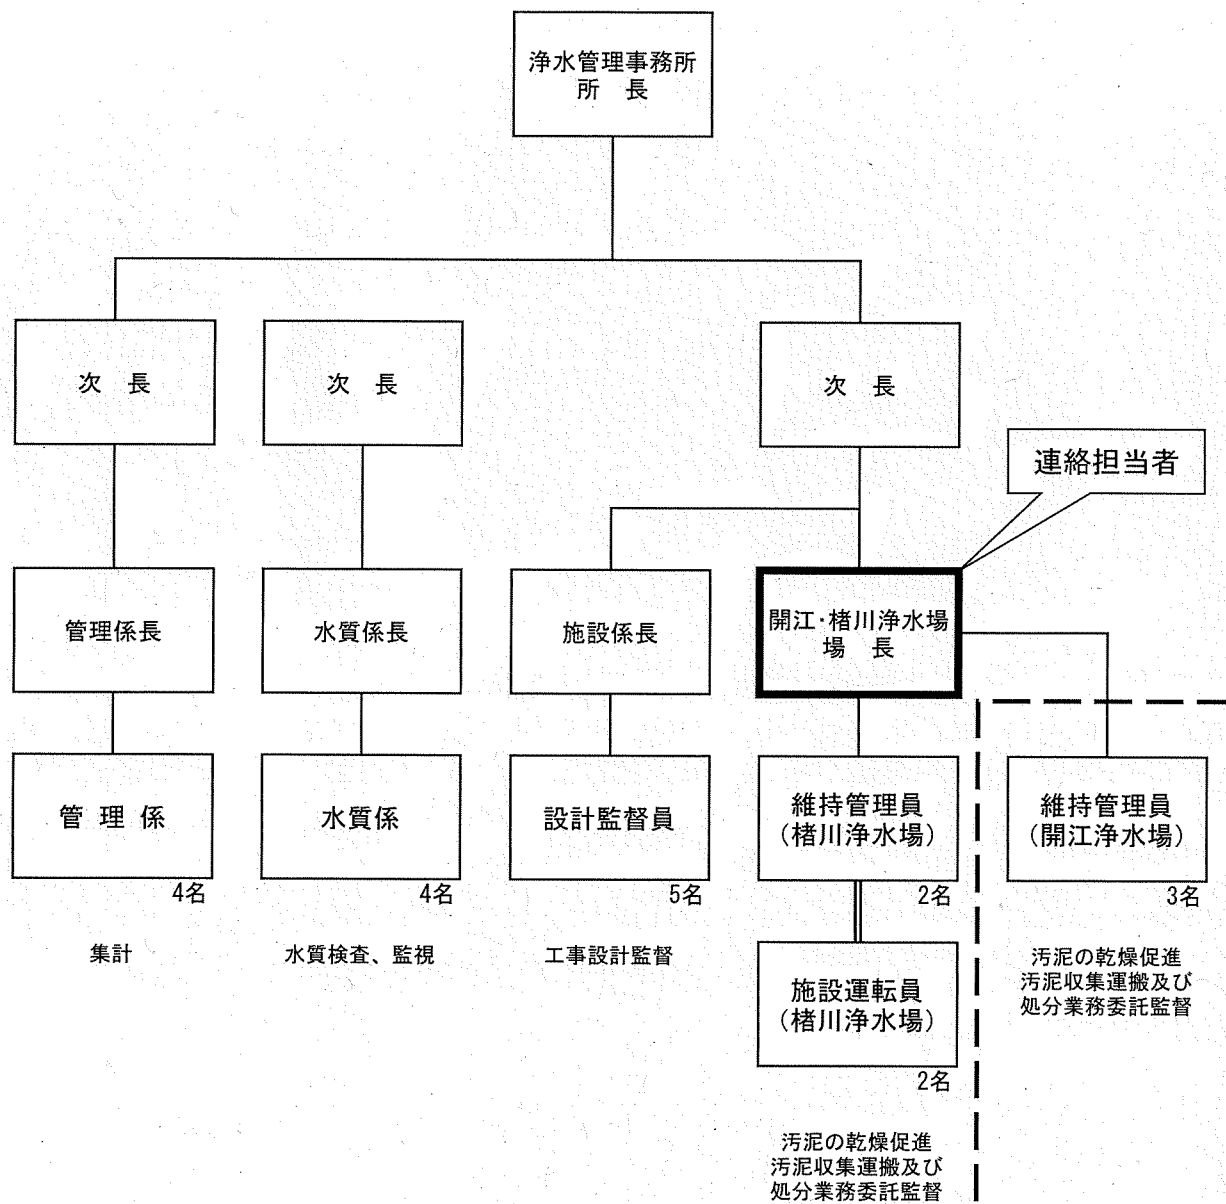 浄水管理事務所
所　長
次　長
次　長
次　長
連絡担当者
管理係長
水質係長
施設係長
開江・楮川浄水場
場　長
管 理 係
4名
水質係
4名
設計監督員
5名
維持管理員
(楮川浄水場)
2名
維持管理員
(開江浄水場)
3名
集計
水質検査、監視
工事設計監督
施設運転員
(楮川浄水場)
2名
汚泥の乾燥促進
汚泥収集運搬及び
処分業務委託監督
汚泥の乾燥促進
汚泥収集運搬及び
処分業務委託監督